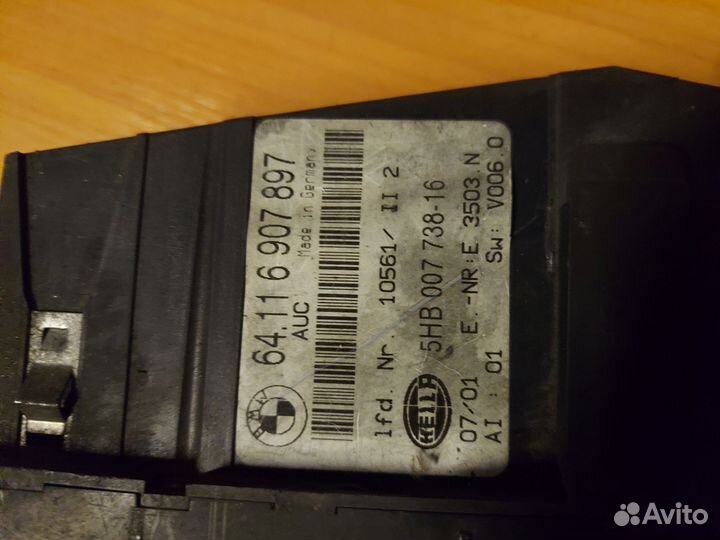 BMW
64.11 6 907 897
AUC
Made in Germany
lfd. Nr. 10561/ II 2
HELLA
5HB 007 738-16
07/01 E.-NR:E 3503 N
AI : 01 SW: V006.0
Avito